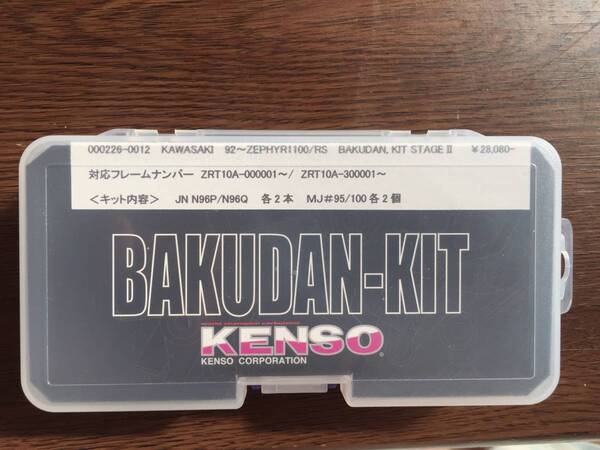 000226-0012 KAWASAKI 92～ZEPHYR1100/RS BAKUDAN, KIT STAGEⅡ ￥28,080-
対応フレームナンバー ZRT10A-000001～/ ZRT10A-300001～
＜キット内容＞ JN N96P/N96Q 各２本 MJ＃95/100 各２個
BAKUDAN-KIT
KENSO
KENSO CORPORATION